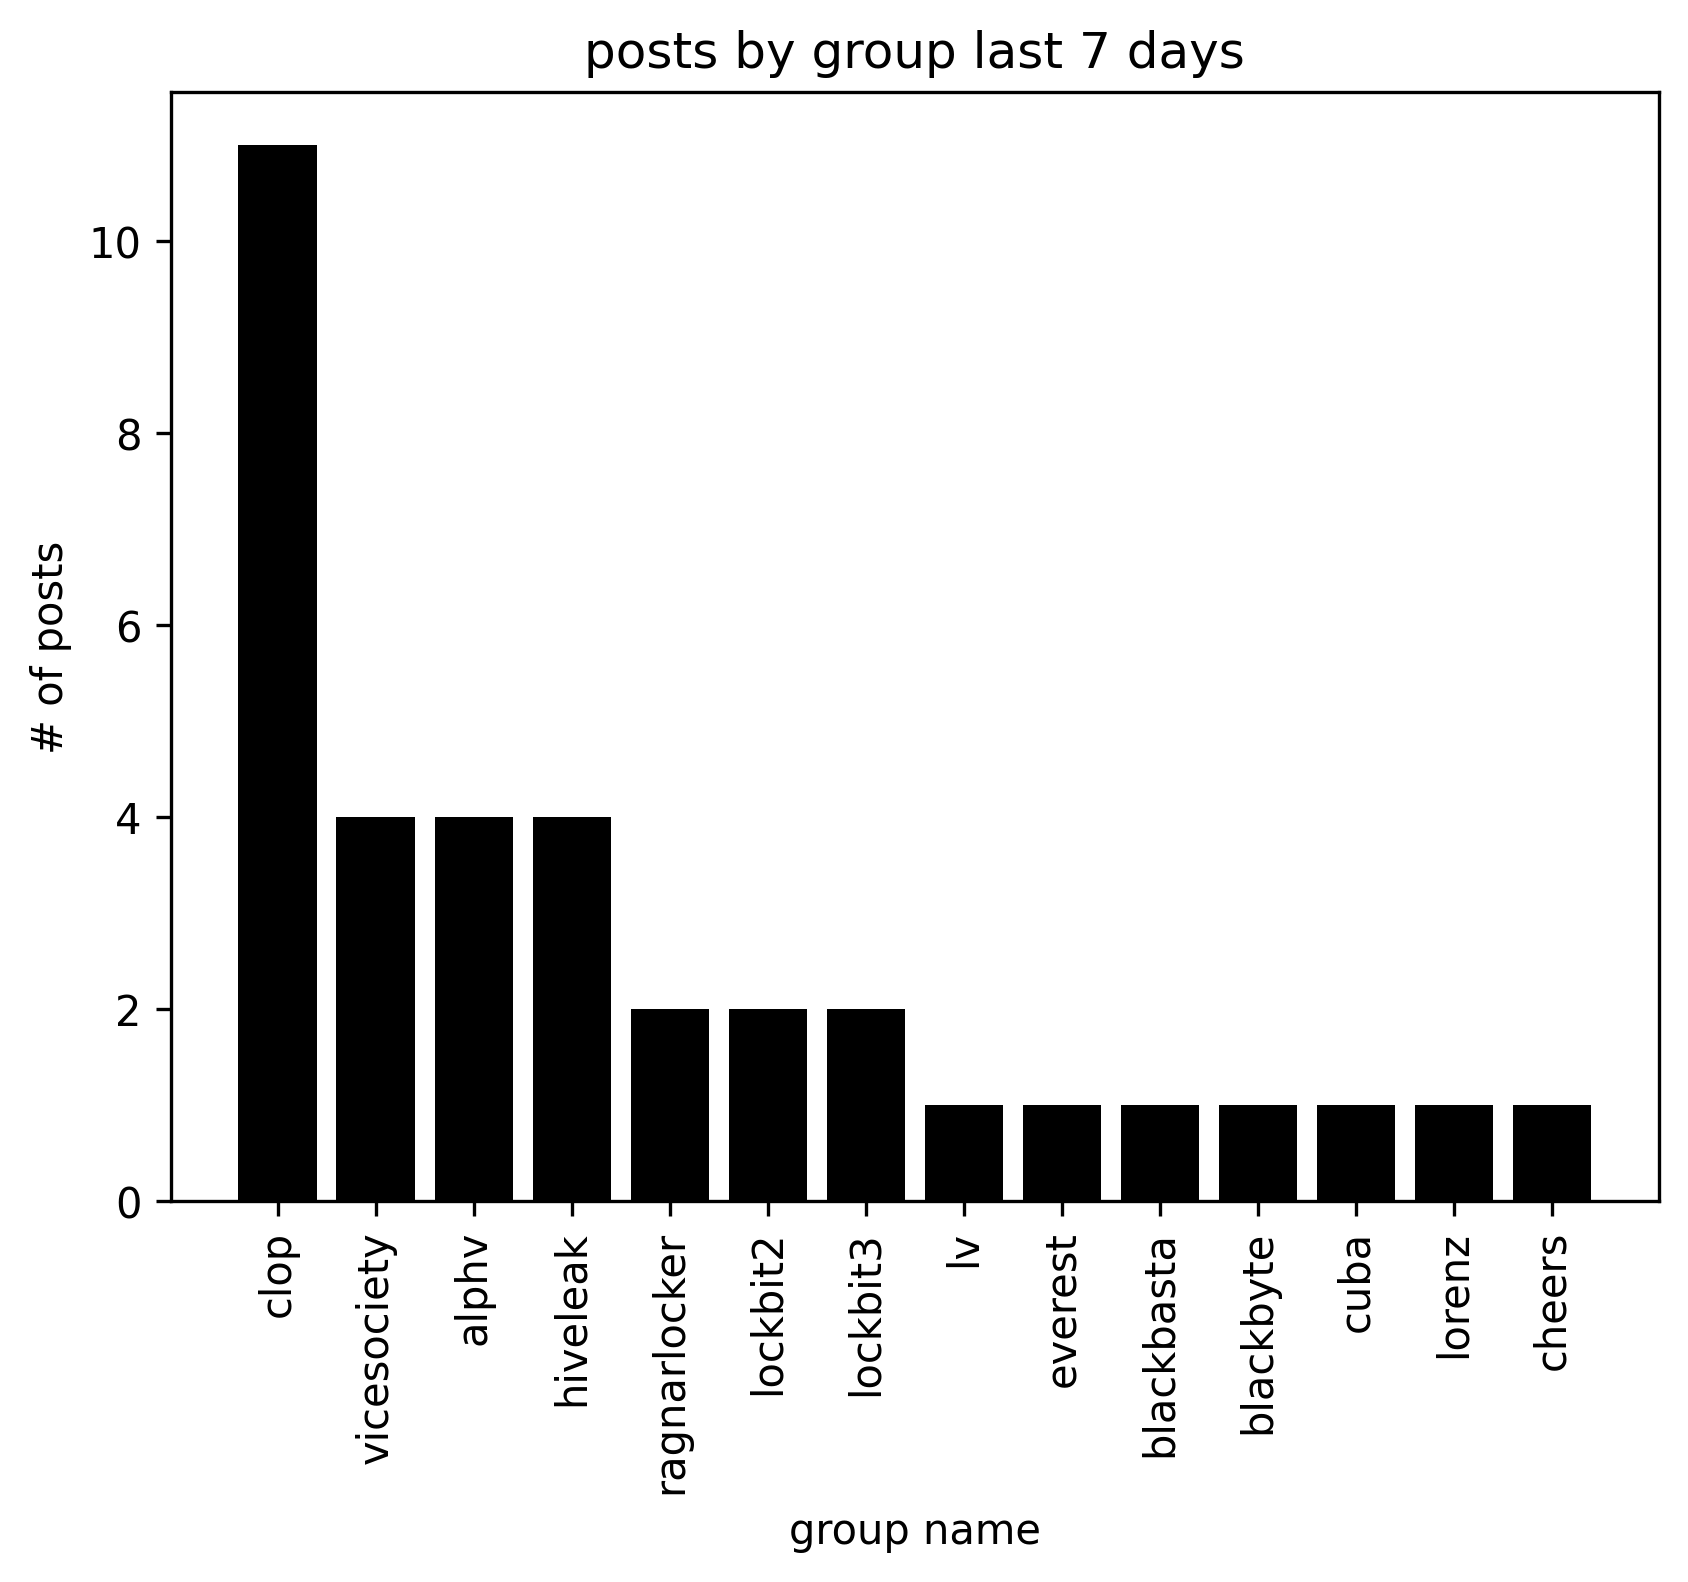 posts by group last 7 days
# of posts
10
8
6
4
2
0
clop
vicesociety
alphv
hiveleak
ragnarlocker
lockbit2
lockbit3
lv
everest
blackbasta
blackbyte
cuba
lorenz
cheers
group name